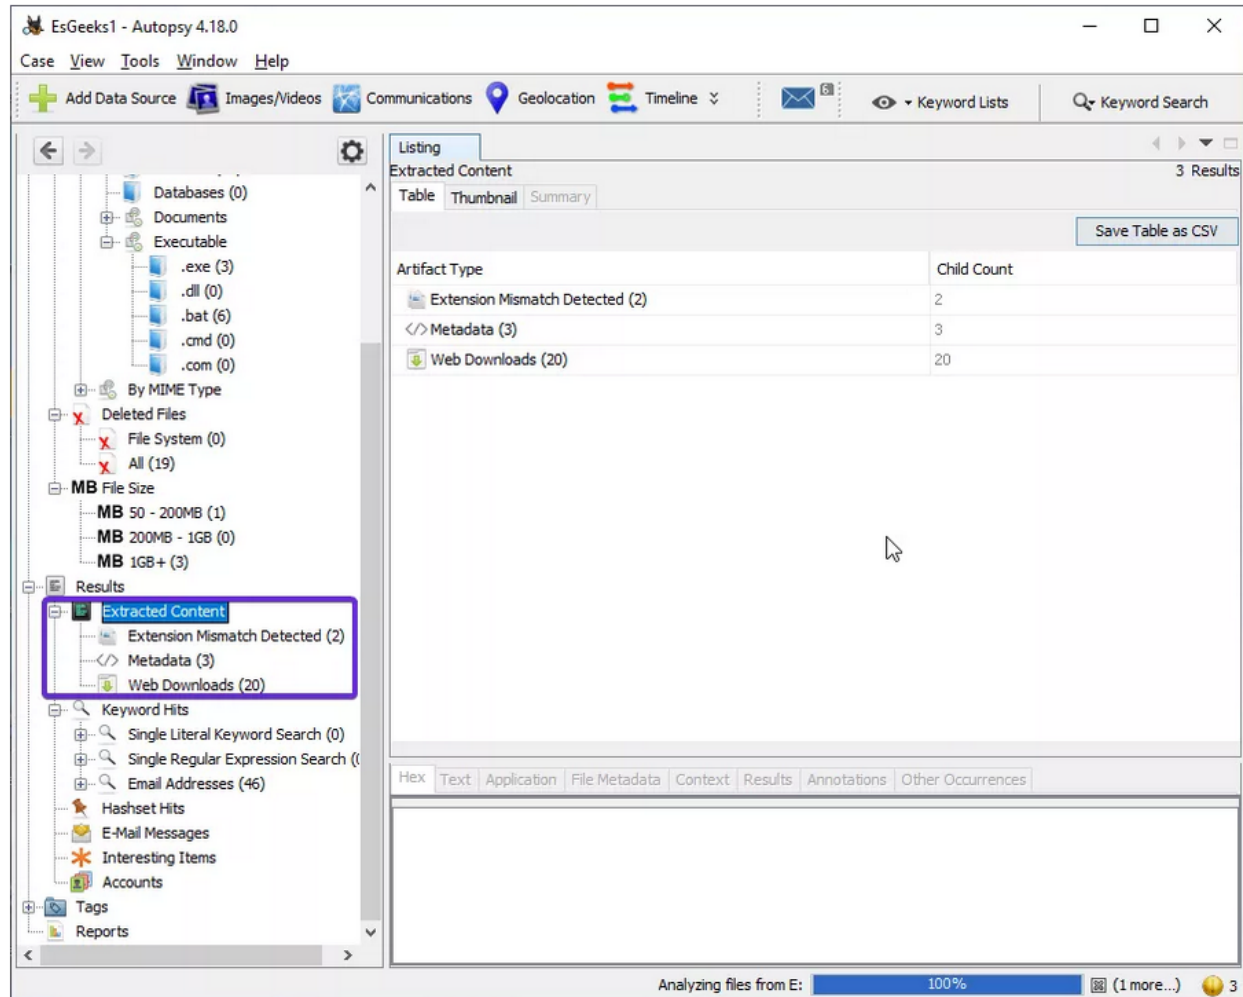 EsGeeks1 - Autopsy 4.18.0
Case View Tools Window Help
Add Data Source Images/Videos Communications Geolocation Timeline 6 Keyword Lists Keyword Search
Databases (0)
Documents
Executable
.exe (3)
.dll (0)
.bat (6)
.cmd (0)
.com (0)
By MIME Type
Deleted Files
File System (0)
All (19)
MB File Size
MB 50 - 200MB (1)
MB 200MB - 1GB (0)
MB 1GB+ (3)
Results
Extracted Content
Extension Mismatch Detected (2)
Metadata (3)
Web Downloads (20)
Keyword Hits
Single Literal Keyword Search (0)
Single Regular Expression Search (
Email Addresses (46)
Hashset Hits
E-Mail Messages
Interesting Items
Accounts
Tags
Reports
Listing
Extracted Content 3 Results
Table Thumbnail Summary
Save Table as CSV
Artifact Type Child Count
Extension Mismatch Detected (2) 2
Metadata (3) 3
Web Downloads (20) 20
Hex Text Application File Metadata Context Results Annotations Other Occurrences
Analyzing files from E: 100% (1 more...) 3